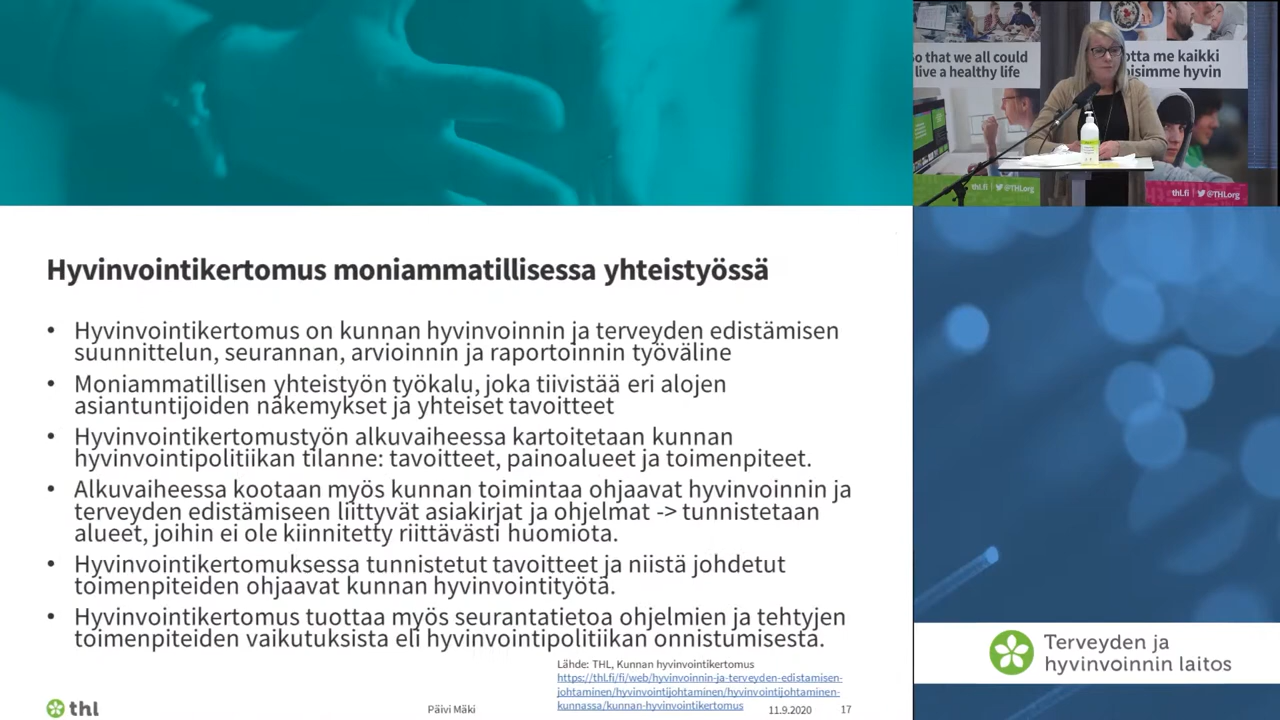 Hyvinvointikertomus moniammatillisessa yhteistyössä
• Hyvinvointikertomus on kunnan hyvinvoinnin ja terveyden edistämisen
suunnittelun, seurannan, arvioinnin ja raportoinnin työväline
• Moniammatillisen yhteistyön työkalu, joka tiivistää eri alojen
asiantuntijoiden näkemykset ja yhteiset tavoitteet
• Hyvinvointikertomustyön alkuvaiheessa kartoitetaan kunnan
hyvinvointipolitiikan tilanne: tavoitteet, painoalueet ja toimenpiteet.
• Alkuvaiheessa kootaan myös kunnan toimintaa ohjaavat hyvinvoinnin ja
terveyden edistämiseen liittyvät asiakirjat ja ohjelmat -> tunnistetaan
alueet, joihin ei ole kiinnitetty riittävästi huomiota.
• Hyvinvointikertomuksessa tunnistetut tavoitteet ja niistä johdetut
toimenpiteiden ohjaavat kunnan hyvinvointityötä.
• Hyvinvointikertomus tuottaa myös seurantatietoa ohjelmien ja tehtyjen
toimenpiteiden vaikutuksista eli hyvinvointipolitiikan onnistumisesta.
Lähde: THL, Kunnan hyvinvointikertomus
https://thl.fi/fi/web/hyvinvoinnin-ja-terveyden-edistamisen-
johtaminen/hyvinvointijohtaminen/hyvinvointijohtaminen-
kunnassa/kunnan-hyvinvointikertomus
thl
Päivi Mäki
11.9.2020
17
so that we all could
live a healthy life
otta me kaikki
oisimme hyvin
thl.fi | @THLorg
thl.fi | @THLorg
Terveyden ja
hyvinvoinnin laitos